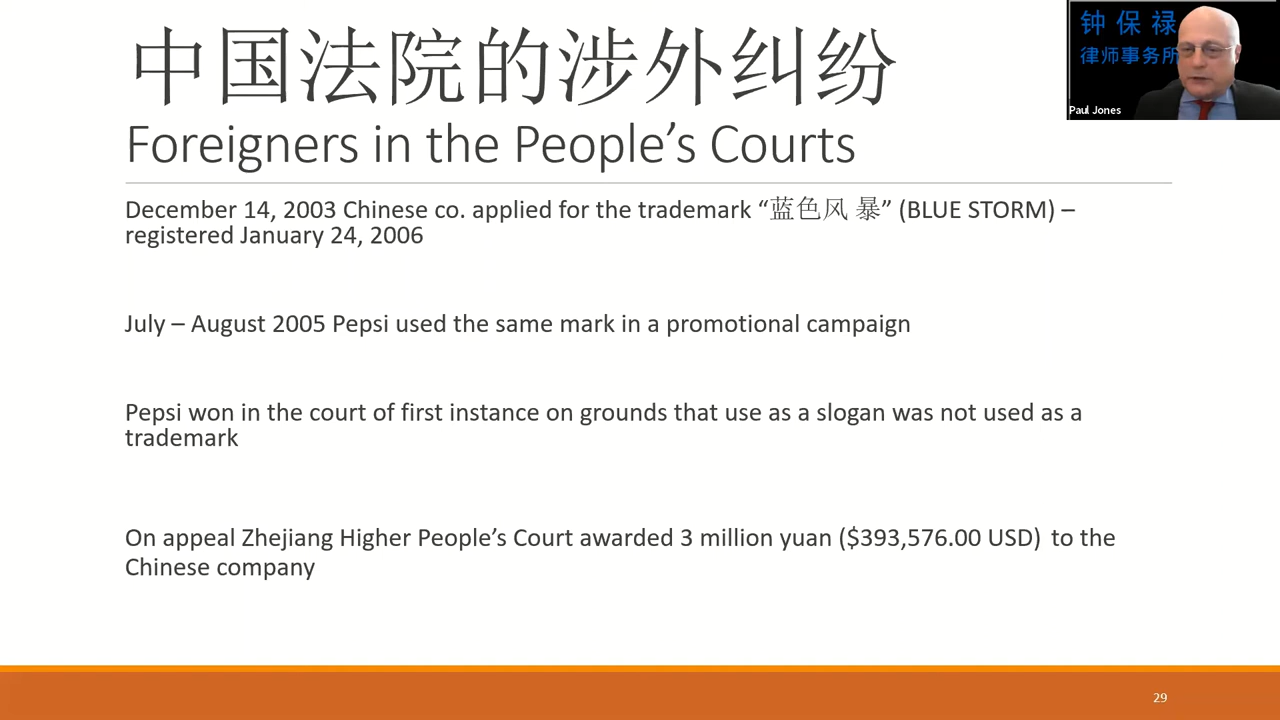 中国法院的涉外纠纷
Foreigners in the People’s Courts
钟保禄
律师事务所
Paul Jones
December 14, 2003 Chinese co. applied for the trademark “蓝色风 暴” (BLUE STORM) –
registered January 24, 2006
July – August 2005 Pepsi used the same mark in a promotional campaign
Pepsi won in the court of first instance on grounds that use as a slogan was not used as a
trademark
On appeal Zhejiang Higher People’s Court awarded 3 million yuan ($393,576.00 USD) to the
Chinese company
29